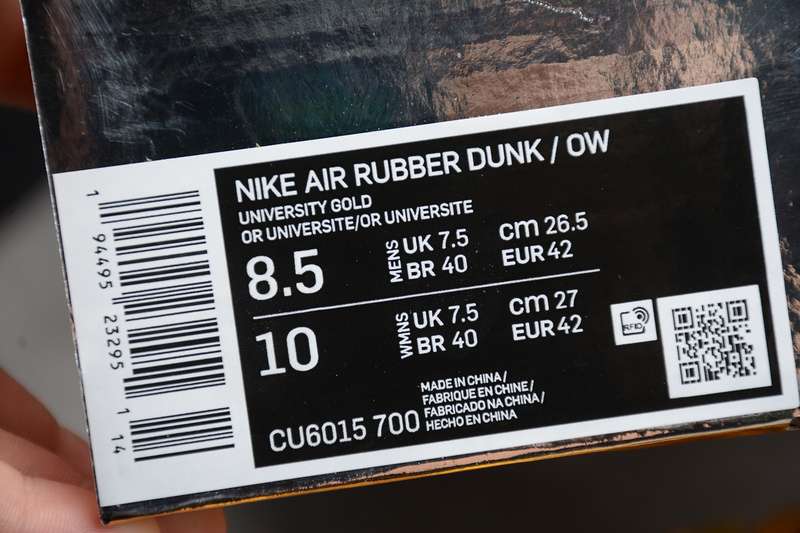 NIKE AIR RUBBER DUNK / OW
UNIVERSITY GOLD
OR UNIVERSITE/OR UNIVERSITE
8.5 MENS UK 7.5 cm 26.5
BR 40 EUR 42
10 WMNS UK 7.5 cm 27
BR 40 EUR 42
MADE IN CHINA /
FABRIQUE EN CHINE /
FABRICADO NA CHINA /
HECHO EN CHINA
CU6015 700
RFID
1 94495 23295 1 14